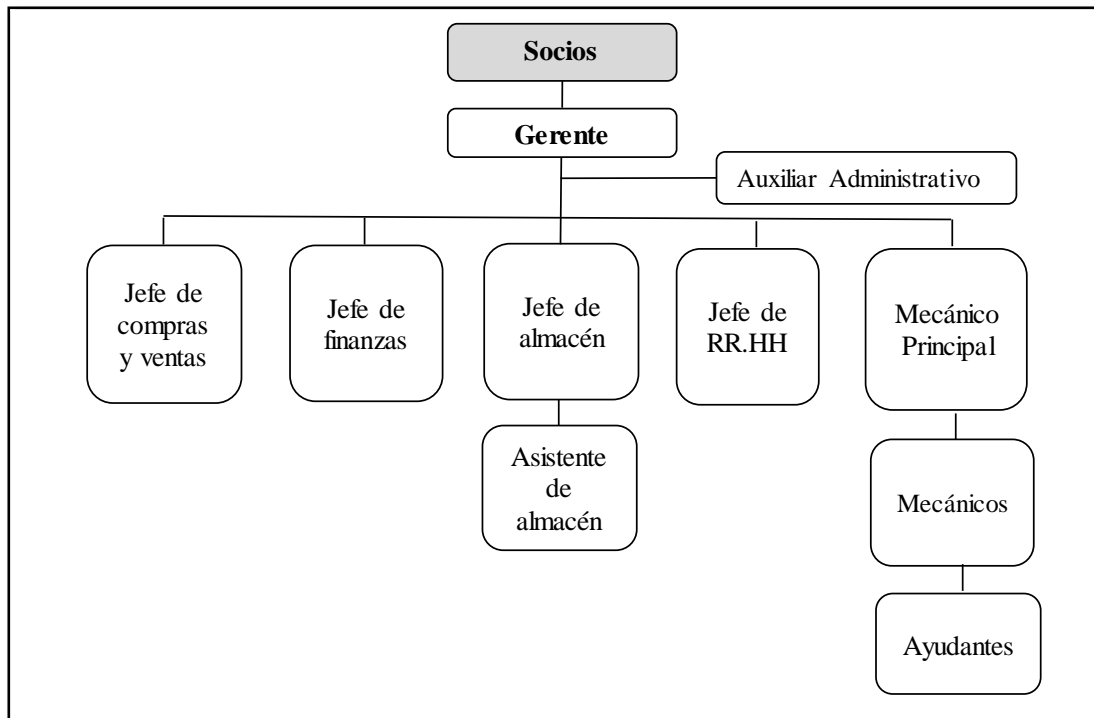 Socios
Gerente
Auxiliar Administrativo
Jefe de
compras
y ventas
Jefe de
finanzas
Jefe de
almacén
Jefe de
RR.HH
Mecánico
Principal
Asistente
de
almacén
Mecánicos
Ayudantes